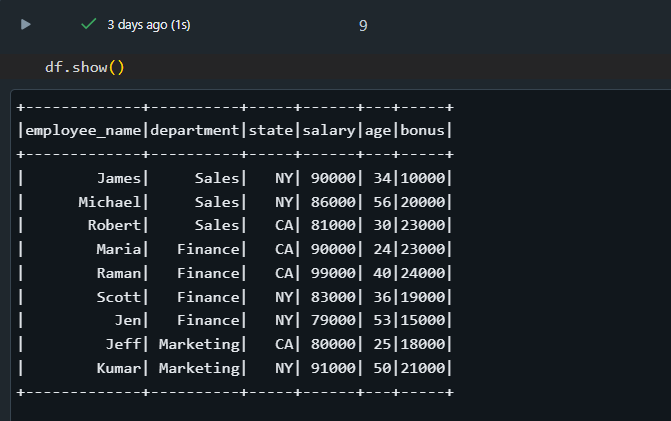 3 days ago (1s) 9
df.show()
+-------------+----------+-----+------+---+-----+
|employee_name|department|state|salary|age|bonus|
+-------------+----------+-----+------+---+-----+
|        James|     Sales|   NY| 90000| 34|10000|
|      Michael|     Sales|   NY| 86000| 56|20000|
|       Robert|     Sales|   CA| 81000| 30|23000|
|        Maria|   Finance|   CA| 90000| 24|23000|
|        Raman|   Finance|   CA| 99000| 40|24000|
|        Scott|   Finance|   NY| 83000| 36|19000|
|          Jen|   Finance|   NY| 79000| 53|15000|
|         Jeff| Marketing|   CA| 80000| 25|18000|
|        Kumar| Marketing|   NY| 91000| 50|21000|
+-------------+----------+-----+------+---+-----+